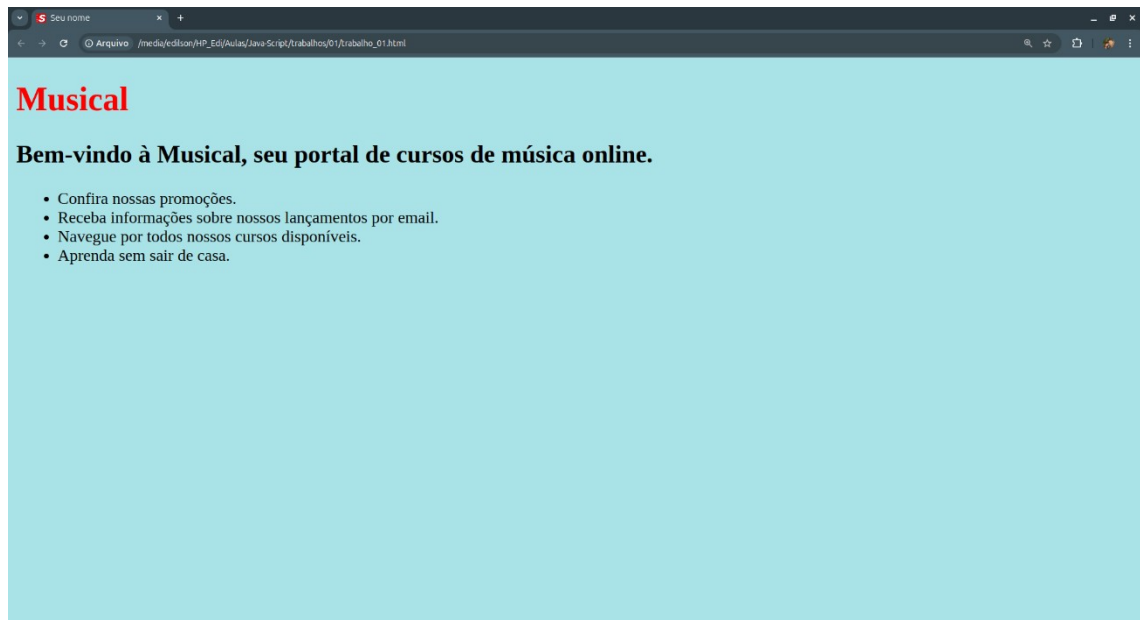 S Seu nome
Arquivo /media/edilson/HP_Edi/Aulas/Java-Script/trabalhos/01/trabalho_01.html
Musical
Bem-vindo à Musical, seu portal de cursos de música online.
Confira nossas promoções.
Receba informações sobre nossos lançamentos por email.
Navegue por todos nossos cursos disponíveis.
Aprenda sem sair de casa.